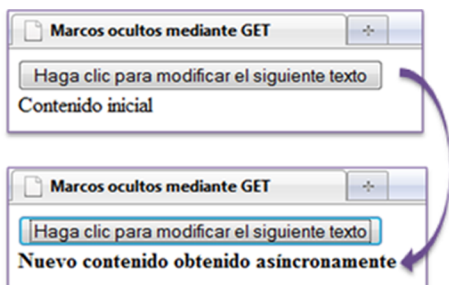 Marcos ocultos mediante GET
Haga clic para modificar el siguiente texto
Contenido inicial
Marcos ocultos mediante GET
Haga clic para modificar el siguiente texto
Nuevo contenido obtenido asíncronamente